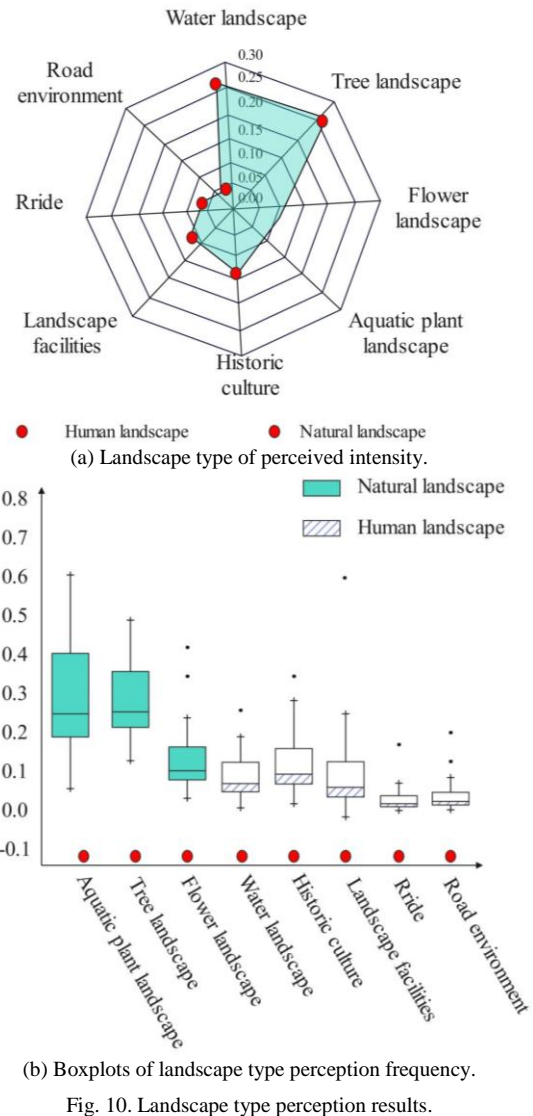 Water landscape
0.30
0.25
0.20
0.15
0.10
0.05
0.00
Tree landscape
Road
environment
Rride
Flower
landscape
Landscape
facilities
Aquatic plant
landscape
Historic
culture
Human landscape
Natural landscape
(a) Landscape type of perceived intensity.
Natural landscape
Human landscape
0.8
0.7
0.6
0.5
0.4
0.3
0.2
0.1
0.0
-0.1
Aquatic plant landscape
Tree landscape
Flower landscape
Water landscape
Historic culture
Landscape facilities
Rride
Road environment
(b) Boxplots of landscape type perception frequency.
Fig. 10. Landscape type perception results.